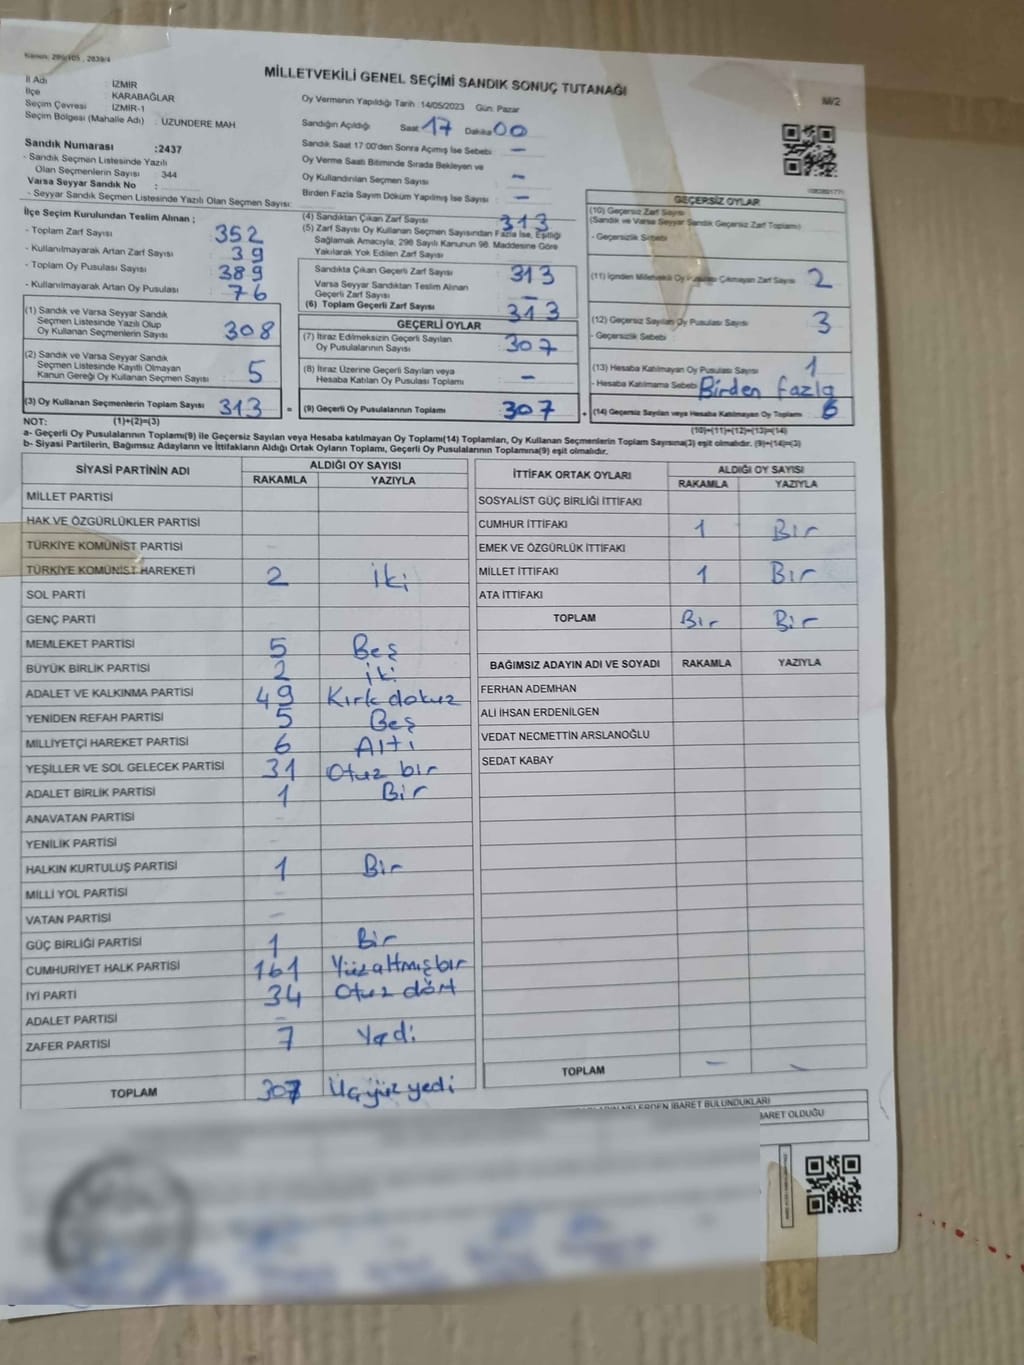 Kanun: 298/105 , 2839/4
MİLLETVEKİLİ GENEL SEÇİMİ SANDIK SONUÇ TUTANAĞI
M/2
İl Adı : İZMİR
İlçe : KARABAĞLAR
Seçim Çevresi : İZMİR-1
Seçim Bölgesi (Mahalle Adı) : UZUNDERE MAH
Sandık Numarası :2437
- Sandık Seçmen Listesinde Yazılı
Olan Seçmenlerin Sayısı : 344
Varsa Seyyar Sandık No :
- Seyyar Sandık Seçmen Listesinde Yazılı Olan Seçmen Sayısı:
Oy Vermenin Yapıldığı Tarih :14/05/2023 Gün: Pazar
Sandığın Açıldığı Saat 17 Dakika 00
Sandık Saat 17:00'den Sonra Açımış İse Sebebi: -
Oy Verme Saati Bitiminde Sırada Bekleyen ve
Oy Kullandırılan Seçmen Sayısı -
Birden Fazla Sayım Döküm Yapılmış İse Sayısı : -
İlçe Seçim Kurulundan Teslim Alınan ;
- Toplam Zarf Sayısı : 352
- Kullanılmayarak Artan Zarf Sayısı : 39
- Toplam Oy Pusulası Sayısı : 389
- Kullanılmayarak Artan Oy Pusulası : 76
(1) Sandık ve Varsa Seyyar Sandık
Seçmen Listesinde Yazılı Olup
Oy Kullanan Seçmenlerin Sayısı : 308
(2) Sandık ve Varsa Seyyar Sandık
Seçmen Listesinde Kayıtlı Olmayan
Kanun Gereği Oy Kullanan Seçmen Sayısı : 5
(3) Oy Kullanan Seçmenlerin Toplam Sayısı 313 =
(4) Sandıktan Çıkan Zarf Sayısı 313
(5) Zarf Sayısı Oy Kullanan Seçmen Sayısından Fazla İse, Eşitliği
Sağlamak Amacıyla, 298 Sayılı Kanunun 98. Maddesine Göre
Yakılarak Yok Edilen Zarf Sayısı :
Sandıkta Çıkan Geçerli Zarf Sayısı 313
Varsa Seyyar Sandıktan Teslim Alınan
Geçerli Zarf Sayısı -
(6) Toplam Geçerli Zarf Sayısı : 313
GEÇERLİ OYLAR
(7) İtiraz Edilmeksizin Geçerli Sayılan
Oy Pusulalarının Sayısı : 307
(8) İtiraz Üzerine Geçerli Sayılan veya
Hesaba Katılan Oy Pusulası Toplamı : -
(9) Geçerli Oy Pusulalarının Toplamı : 307 +
GEÇERSİZ OYLAR
(10) Geçersiz Zarf Sayısı
(Sandık ve Varsa Seyyar Sandık Geçersiz Zarf Toplamı)
- Geçersizlik Sebebi :
(11) İçinden Milletvekili Oy Pusulası Çıkmayan Zarf Sayısı : 2
(12) Geçersiz Sayılan Oy Pusulası Sayısı : 3
- Geçersizlik Sebebi :
(13) Hesaba Katılmayan Oy Pusulası Sayısı : 1
- Hesaba Katılmama Sebebi : Birden fazla
(14) Geçersiz Sayılan veya Hesaba Katılmayan Oy Toplamı : 6
NOT: (1)+(2)=(3)
(10)+(11)+(12)+(13)=(14)
a- Geçerli Oy Pusulalarının Toplamı(9) ile Geçersiz Sayılan veya Hesaba katılmayan Oy Toplamı(14) Toplamları, Oy Kullanan Seçmenlerin Toplam Sayısına(3) eşit olmalıdır. (9)+(14)=(3)
b- Siyasi Partilerin, Bağımsız Adayların ve İttifakların Aldığı Ortak Oyların Toplamı, Geçerli Oy Pusulalarının Toplamına(9) eşit olmalıdır.
SİYASİ PARTİNİN ADI ALDIĞI OY SAYISI
RAKAMLA YAZIYLA
MİLLET PARTİSİ
HAK VE ÖZGÜRLÜKLER PARTİSİ
TÜRKİYE KOMÜNİST PARTİSİ -
TÜRKİYE KOMÜNİST HAREKETİ 2 iki
SOL PARTİ
GENÇ PARTİ
MEMLEKET PARTİSİ 5 Beş
BÜYÜK BİRLİK PARTİSİ 2 iki
ADALET VE KALKINMA PARTİSİ 49 Kırk dokuz
YENİDEN REFAH PARTİSİ 5 Beş
MİLLİYETÇİ HAREKET PARTİSİ 6 Altı
YEŞİLLER VE SOL GELECEK PARTİSİ 31 Otuz bir
ADALET BİRLİK PARTİSİ 1 Bir
ANAVATAN PARTİSİ -
YENİLİK PARTİSİ -
HALKIN KURTULUŞ PARTİSİ 1 Bir
MİLLİ YOL PARTİSİ -
VATAN PARTİSİ -
GÜÇ BİRLİĞİ PARTİSİ 1 Bir
CUMHURİYET HALK PARTİSİ 161 Yüzaltmışbir
İYİ PARTİ 34 Otuz dört
ADALET PARTİSİ -
ZAFER PARTİSİ 7 Yedi
TOPLAM 307 Üçyüz yedi
İTTİFAK ORTAK OYLARI ALDIĞI OY SAYISI
RAKAMLA YAZIYLA
SOSYALİST GÜÇ BİRLİĞİ İTTİFAKI
CUMHUR İTTİFAKI 1 Bir
EMEK VE ÖZGÜRLÜK İTTİFAKI
MİLLET İTTİFAKI 1 Bir
ATA İTTİFAKI
TOPLAM Bir Bir
BAĞIMSIZ ADAYIN ADI VE SOYADI RAKAMLA YAZIYLA
FERHAN ADEMHAN
ALİ İHSAN ERDENİLGEN
VEDAT NECMETTİN ARSLANOĞLU
SEDAT KABAY
TOPLAM - -
NELERDEN İBARET BULUNDUKLARI
İBARET OLDUĞU